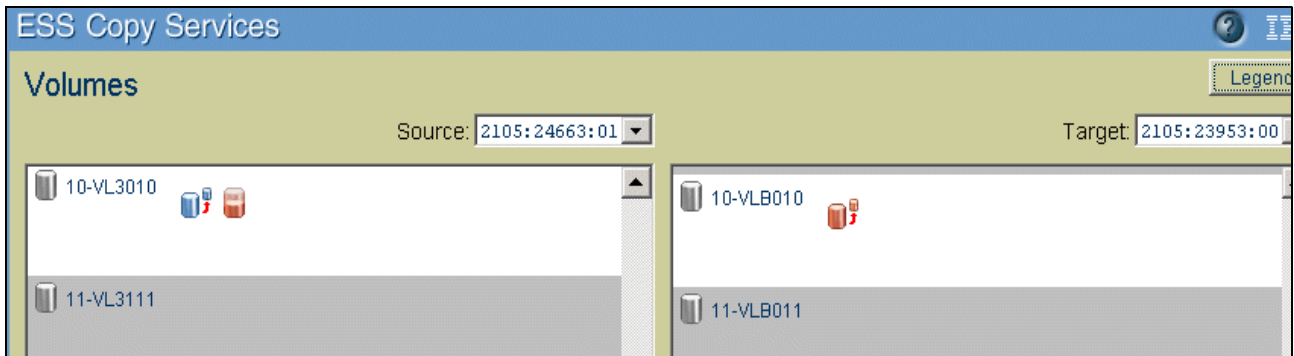 ESS Copy Services
?
Volumes
Legend
Source: 2105:24663:01
Target: 2105:23953:00
10-VL3010
10-VLB010
11-VL3111
11-VLB011